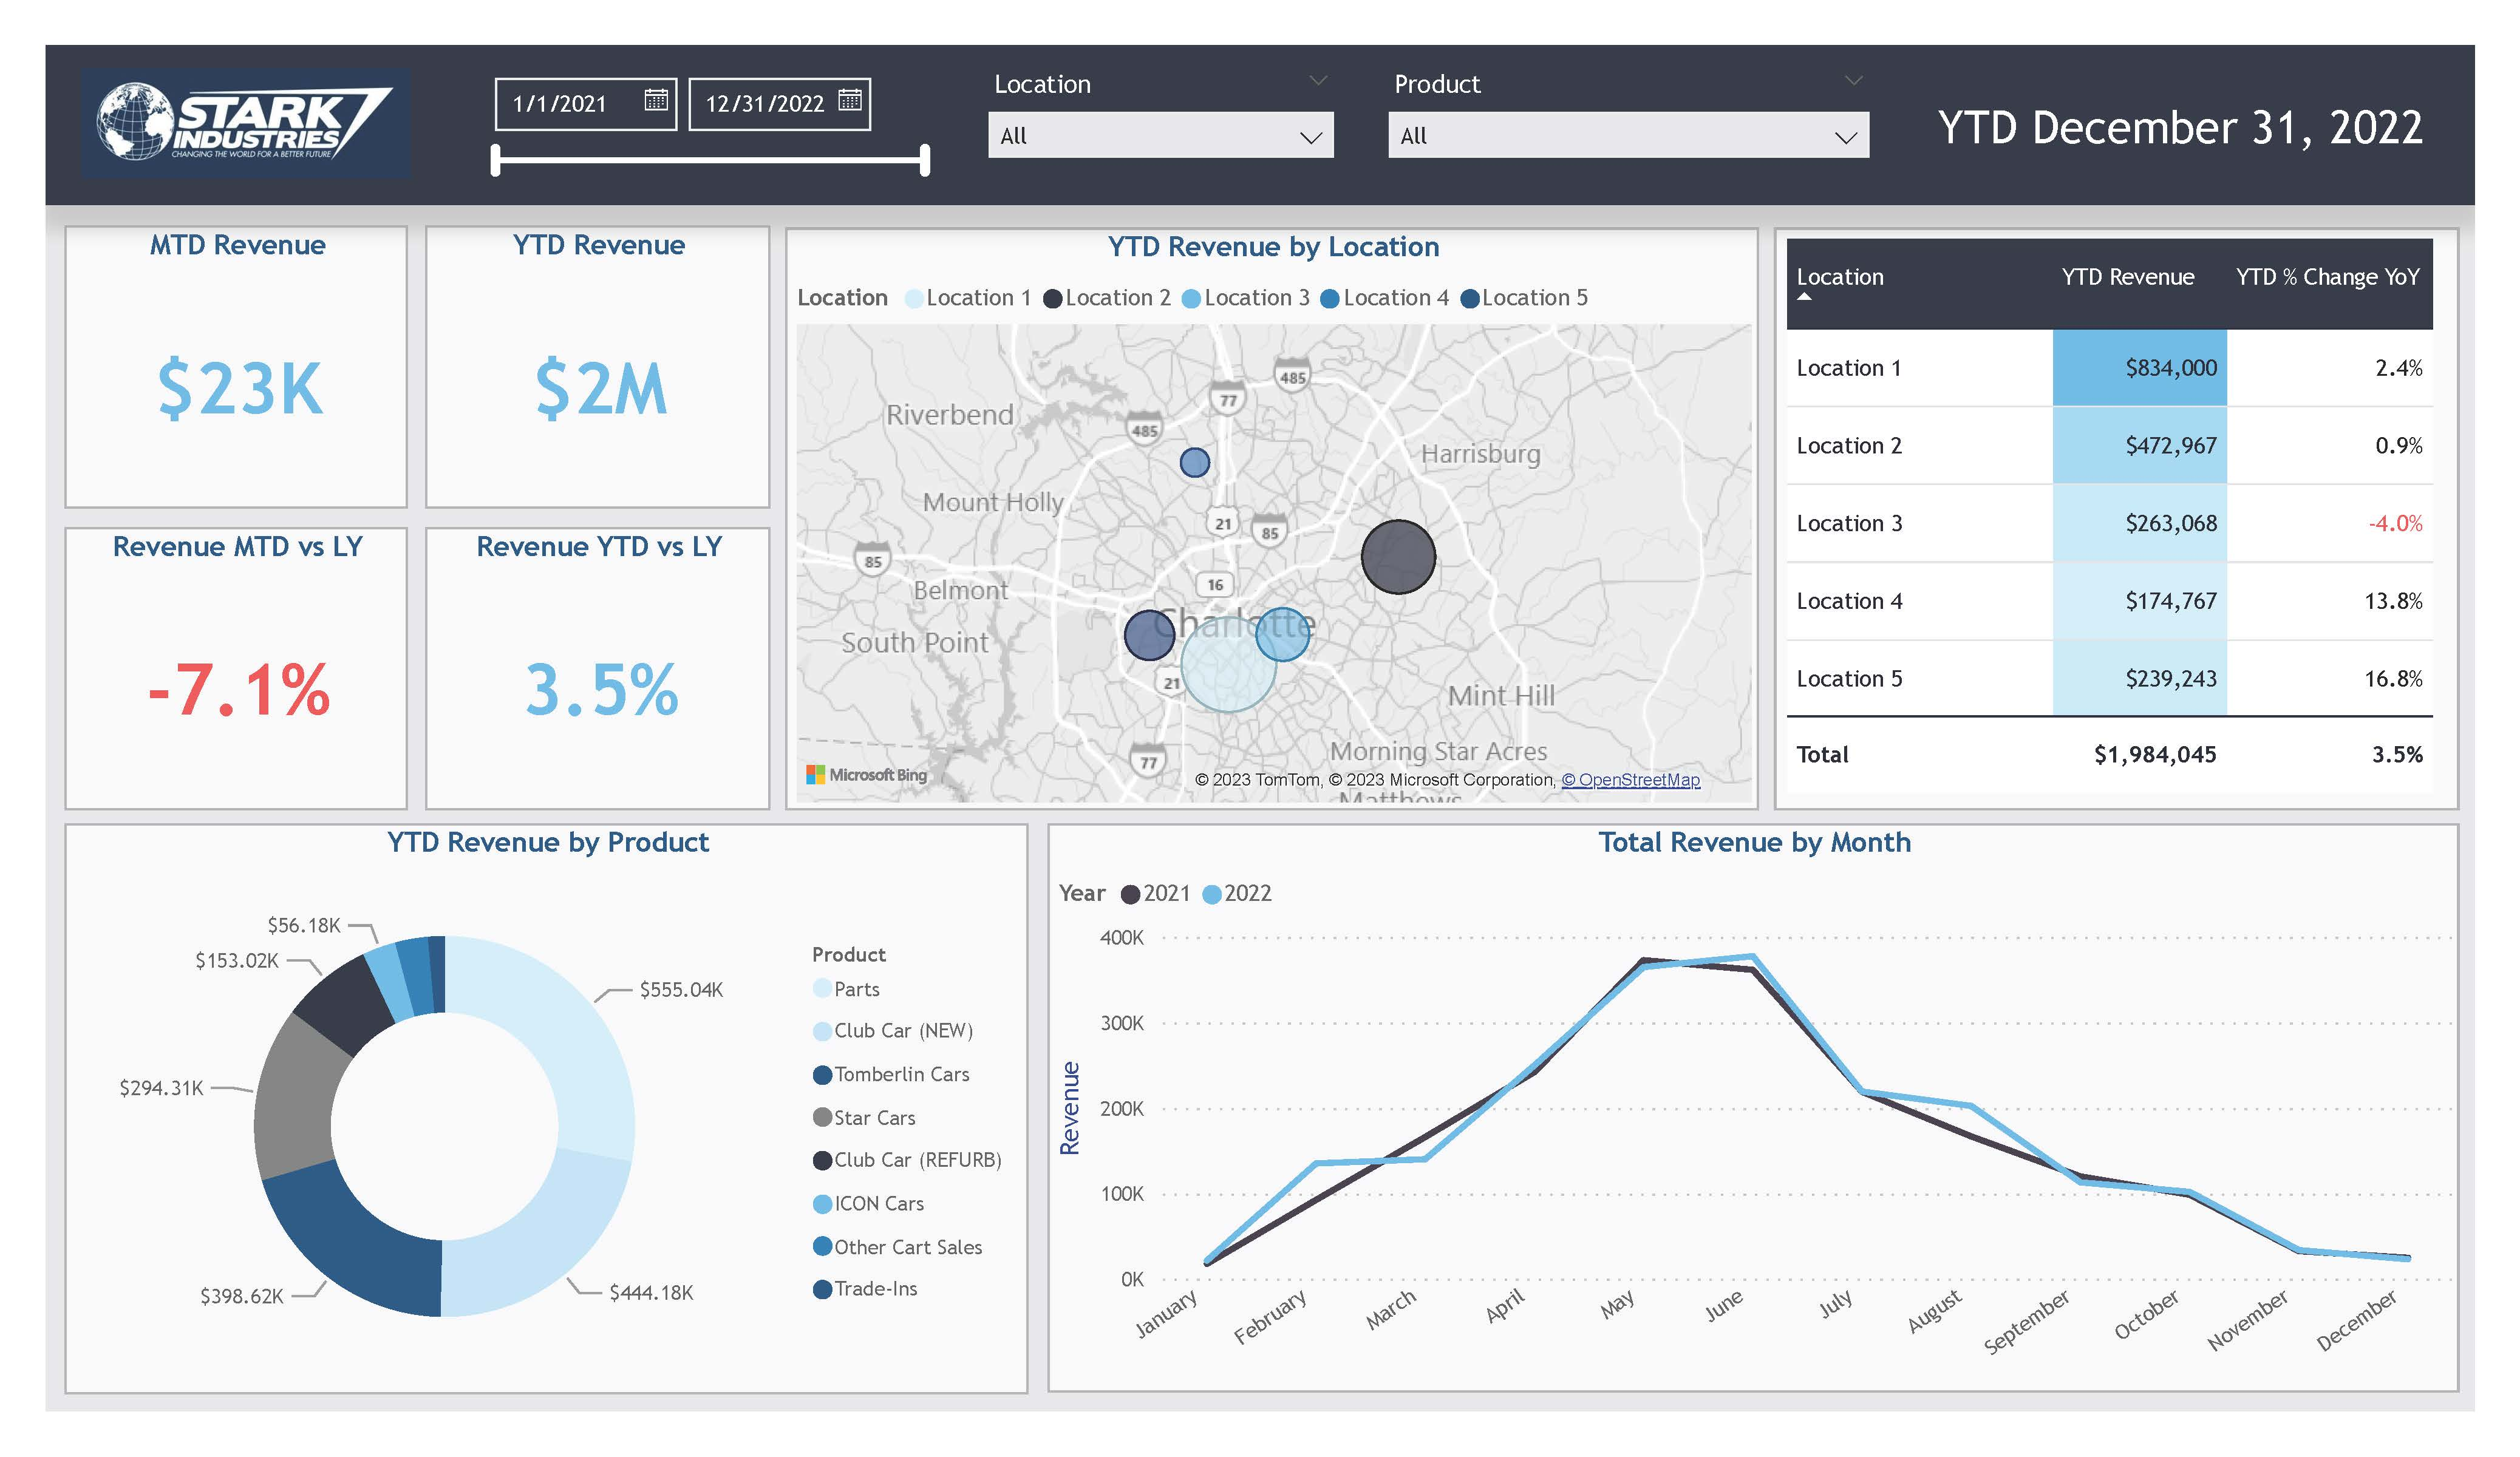 STARK
INDUSTRIES
CHANGING THE WORLD FOR A BETTER FUTURE
1/1/2021
12/31/2022
Location
All
Product
All
YTD December 31, 2022
MTD Revenue
$23K
YTD Revenue
$2M
Revenue MTD vs LY
-7.1%
Revenue YTD vs LY
3.5%
YTD Revenue by Location
Location Location 1 Location 2 Location 3 Location 4 Location 5
485
77
Riverbend
485
Harrisburg
Mount Holly
21
85
85
16
Belmont
Charlotte
South Point
21
Mint Hill
Morning Star Acres
77
Microsoft Bing
© 2023 TomTom, © 2023 Microsoft Corporation, © OpenStreetMap
Matthews
Location YTD Revenue YTD % Change YoY
Location 1 $834,000 2.4%
Location 2 $472,967 0.9%
Location 3 $263,068 -4.0%
Location 4 $174,767 13.8%
Location 5 $239,243 16.8%
Total $1,984,045 3.5%
YTD Revenue by Product
$56.18K
$153.02K
$555.04K
$294.31K
$398.62K
$444.18K
Product
Parts
Club Car (NEW)
Tomberlin Cars
Star Cars
Club Car (REFURB)
ICON Cars
Other Cart Sales
Trade-Ins
Total Revenue by Month
Year 2021 2022
Revenue
400K
300K
200K
100K
0K
January
February
March
April
May
June
July
August
September
October
November
December